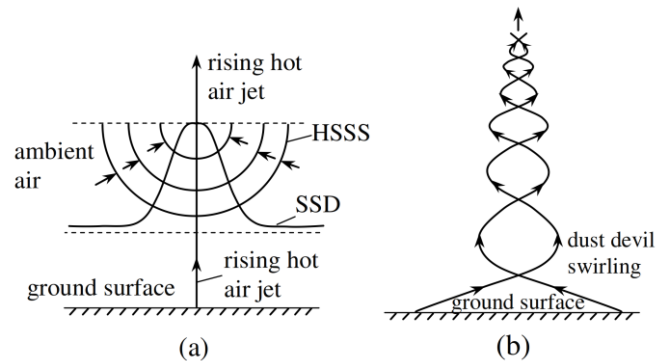 rising hot
air jet
HSSS
ambient
air
SSD
rising hot
air jet
ground surface
(a)
dust devil
swirling
ground surface
(b)